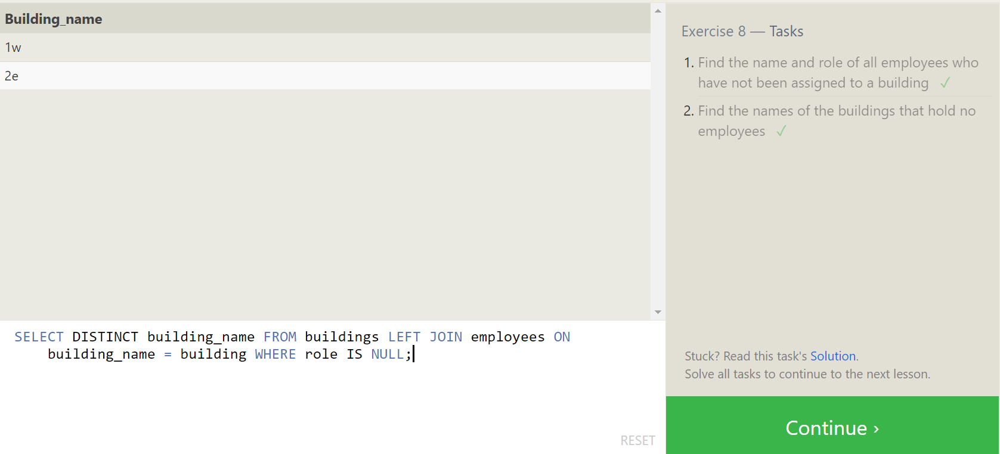 Building_name
1w
2e
SELECT DISTINCT building_name FROM buildings LEFT JOIN employees ON
building_name = building WHERE role IS NULL;
RESET
Exercise 8 — Tasks
1. Find the name and role of all employees who
have not been assigned to a building ✓
2. Find the names of the buildings that hold no
employees ✓
Stuck? Read this task's Solution.
Solve all tasks to continue to the next lesson.
Continue ›